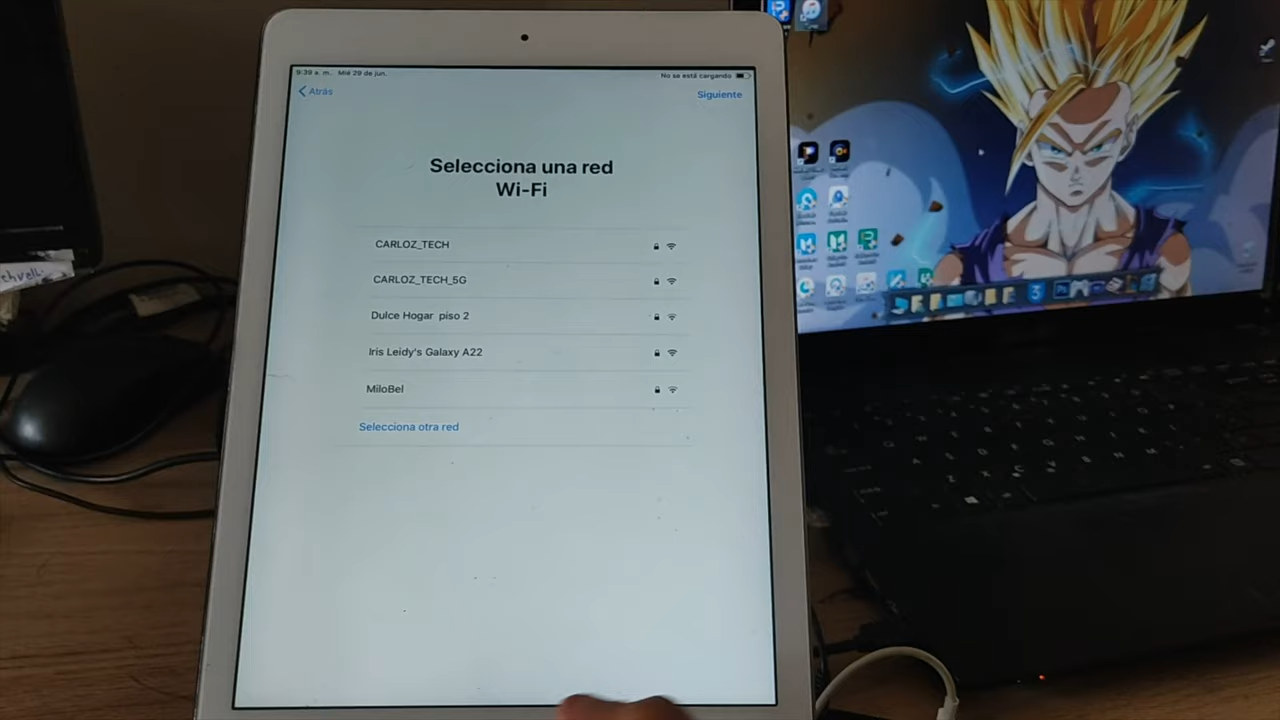 9:39 a. m. Mié 29 de jun.
No se está cargando
Atrás
Siguiente
Selecciona una red
Wi-Fi
CARLOZ_TECH
CARLOZ_TECH_5G
Dulce Hogar piso 2
Iris Leidy's Galaxy A22
MiloBel
Selecciona otra red